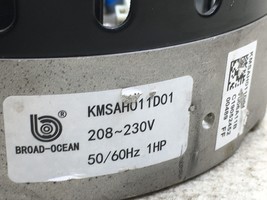 KMSAH011D01
208~230V
50/60Hz 1HP
BROAD-OCEAN